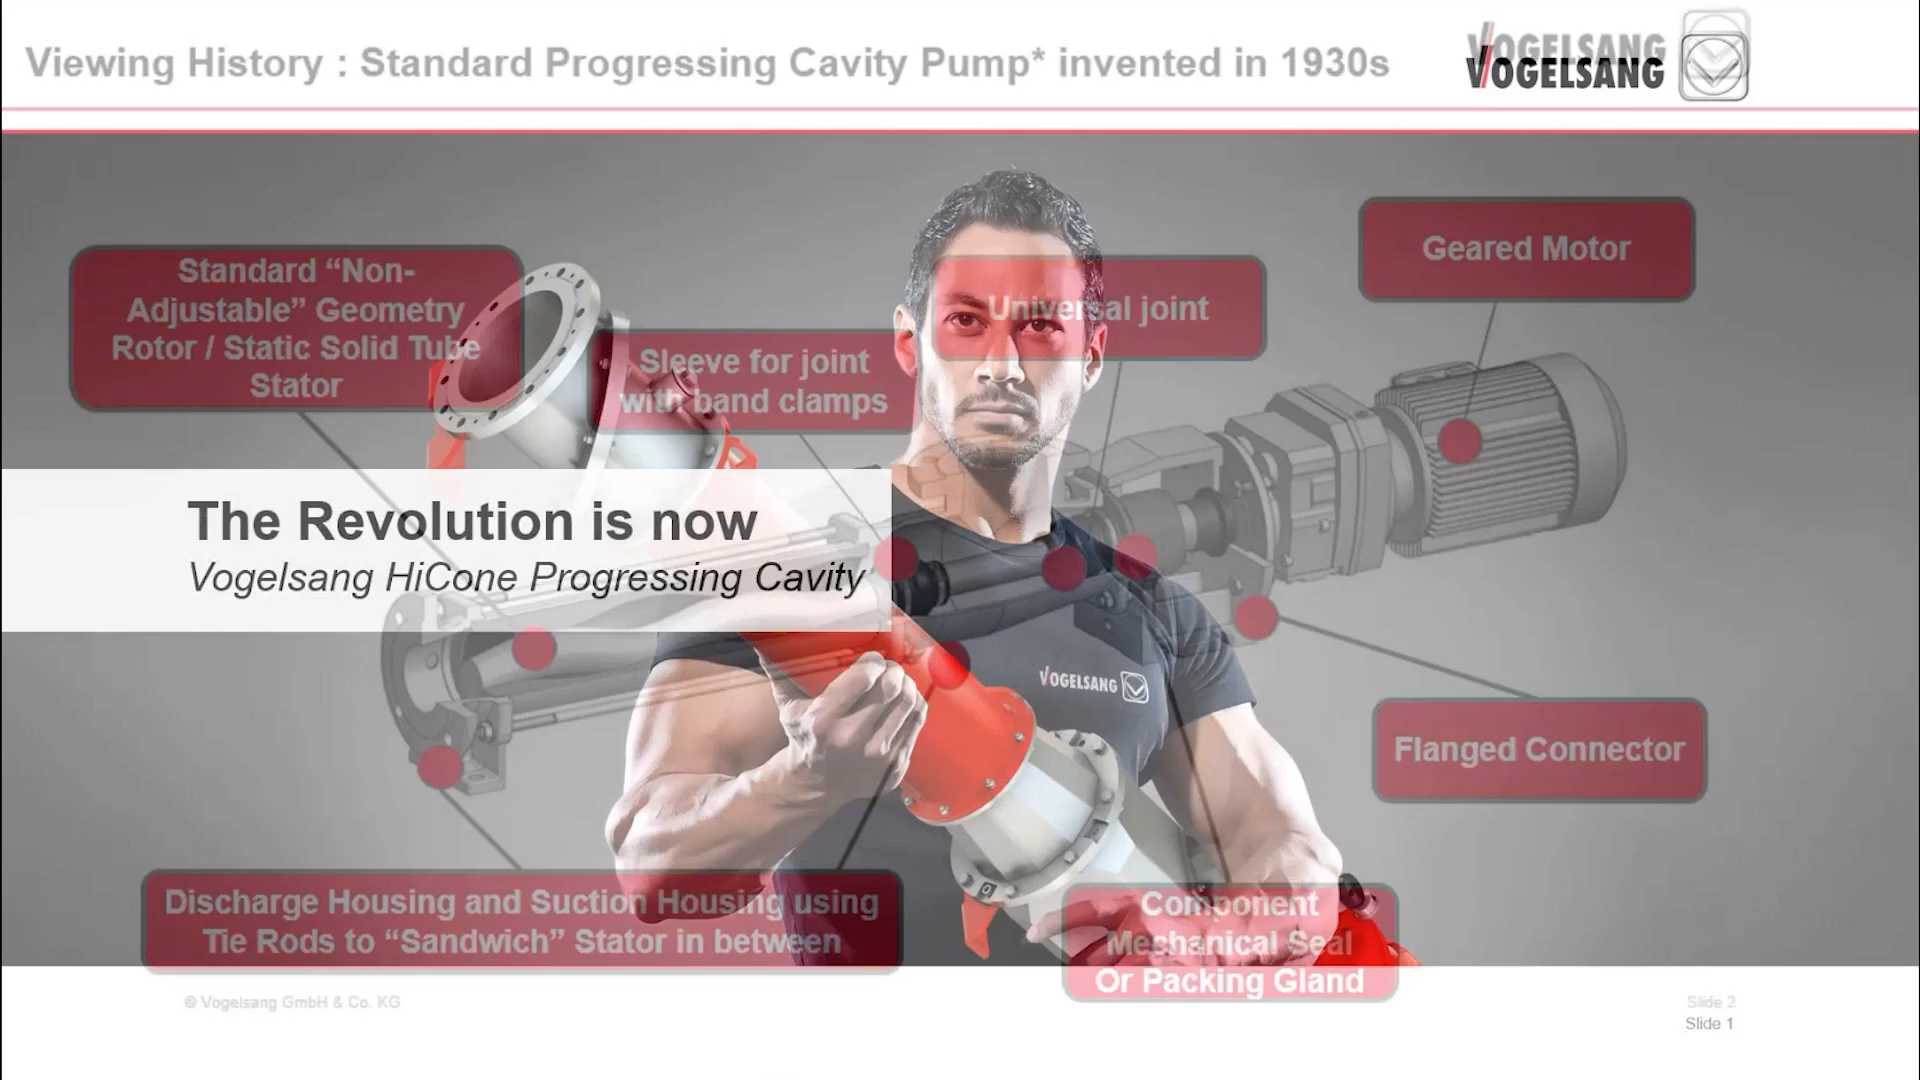 Viewing History : Standard Progressing Cavity Pump* invented in 1930s
VOGELSANG
VOGELSANG
Geared Motor
Standard “Non-
Adjustable” Geometry
Rotor / Static Solid Tube
Stator
Universal joint
Sleeve for joint
with band clamps
The Revolution is now
Vogelsang HiCone Progressing Cavity
VOGELSANG
Flanged Connector
Discharge Housing and Suction Housing using
Tie Rods to “Sandwich” Stator in between
Component
Mechanical Seal
Or Packing Gland
© Vogelsang GmbH & Co. KG
Slide 2
Slide 1